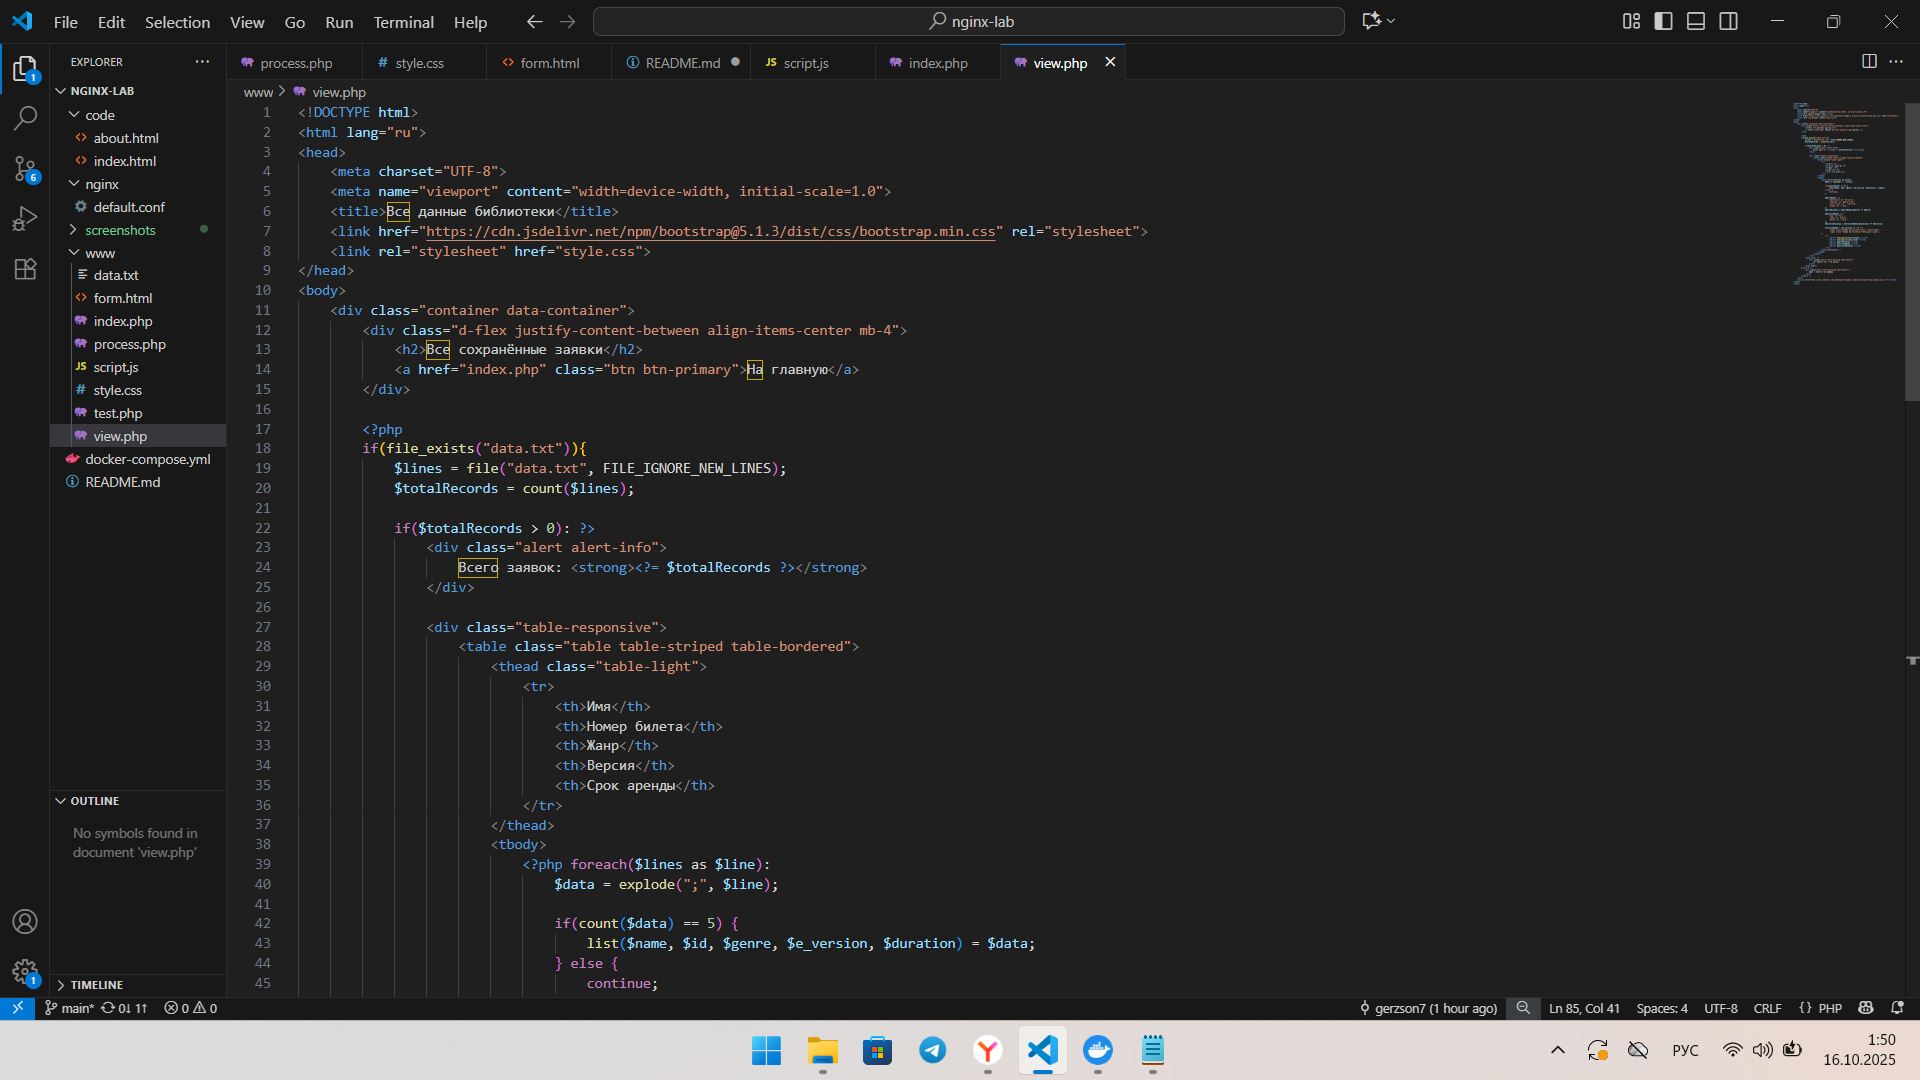 File Edit Selection View Go Run Terminal Help
nginx-lab
EXPLORER
NGINX-LAB
code
about.html
index.html
nginx
default.conf
screenshots
www
data.txt
form.html
index.php
process.php
script.js
style.css
test.php
view.php
docker-compose.yml
README.md
OUTLINE
No symbols found in
document 'view.php'
TIMELINE
process.php style.css form.html README.md script.js index.php view.php
www > view.php
1 <!DOCTYPE html>
2 <html lang="ru">
3 <head>
4 <meta charset="UTF-8">
5 <meta name="viewport" content="width=device-width, initial-scale=1.0">
6 <title>Все данные библиотеки</title>
7 <link href="https://cdn.jsdelivr.net/npm/bootstrap@5.1.3/dist/css/bootstrap.min.css" rel="stylesheet">
8 <link rel="stylesheet" href="style.css">
9 </head>
10 <body>
11 <div class="container data-container">
12 <div class="d-flex justify-content-between align-items-center mb-4">
13 <h2>Все сохранённые заявки</h2>
14 <a href="index.php" class="btn btn-primary">На главную</a>
15 </div>
16
17 <?php
18 if(file_exists("data.txt")){
19 $lines = file("data.txt", FILE_IGNORE_NEW_LINES);
20 $totalRecords = count($lines);
21
22 if($totalRecords > 0): ?>
23 <div class="alert alert-info">
24 Всего заявок: <strong><?= $totalRecords ?></strong>
25 </div>
26
27 <div class="table-responsive">
28 <table class="table table-striped table-bordered">
29 <thead class="table-light">
30 <tr>
31 <th>Имя</th>
32 <th>Номер билета</th>
33 <th>Жанр</th>
34 <th>Версия</th>
35 <th>Срок аренды</th>
36 </tr>
37 </thead>
38 <tbody>
39 <?php foreach($lines as $line):
40 $data = explode(";", $line);
41
42 if(count($data) == 5) {
43 list($name, $id, $genre, $e_version, $duration) = $data;
44 } else {
45 continue;
main* 0↓ 1↑ 0 0
gerzson7 (1 hour ago) Ln 85, Col 41 Spaces: 4 UTF-8 CRLF {} PHP
РУС
1:50
16.10.2025